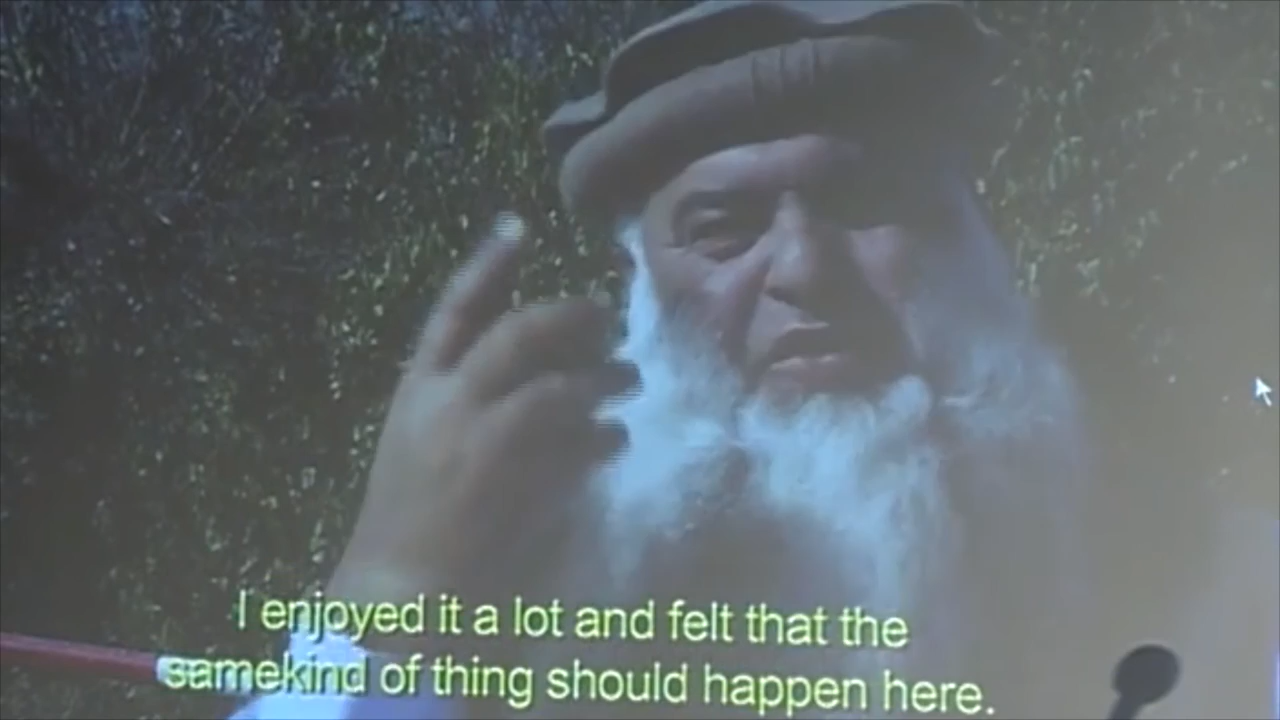 I enjoyed it a lot and felt that the
samekind of thing should happen here.